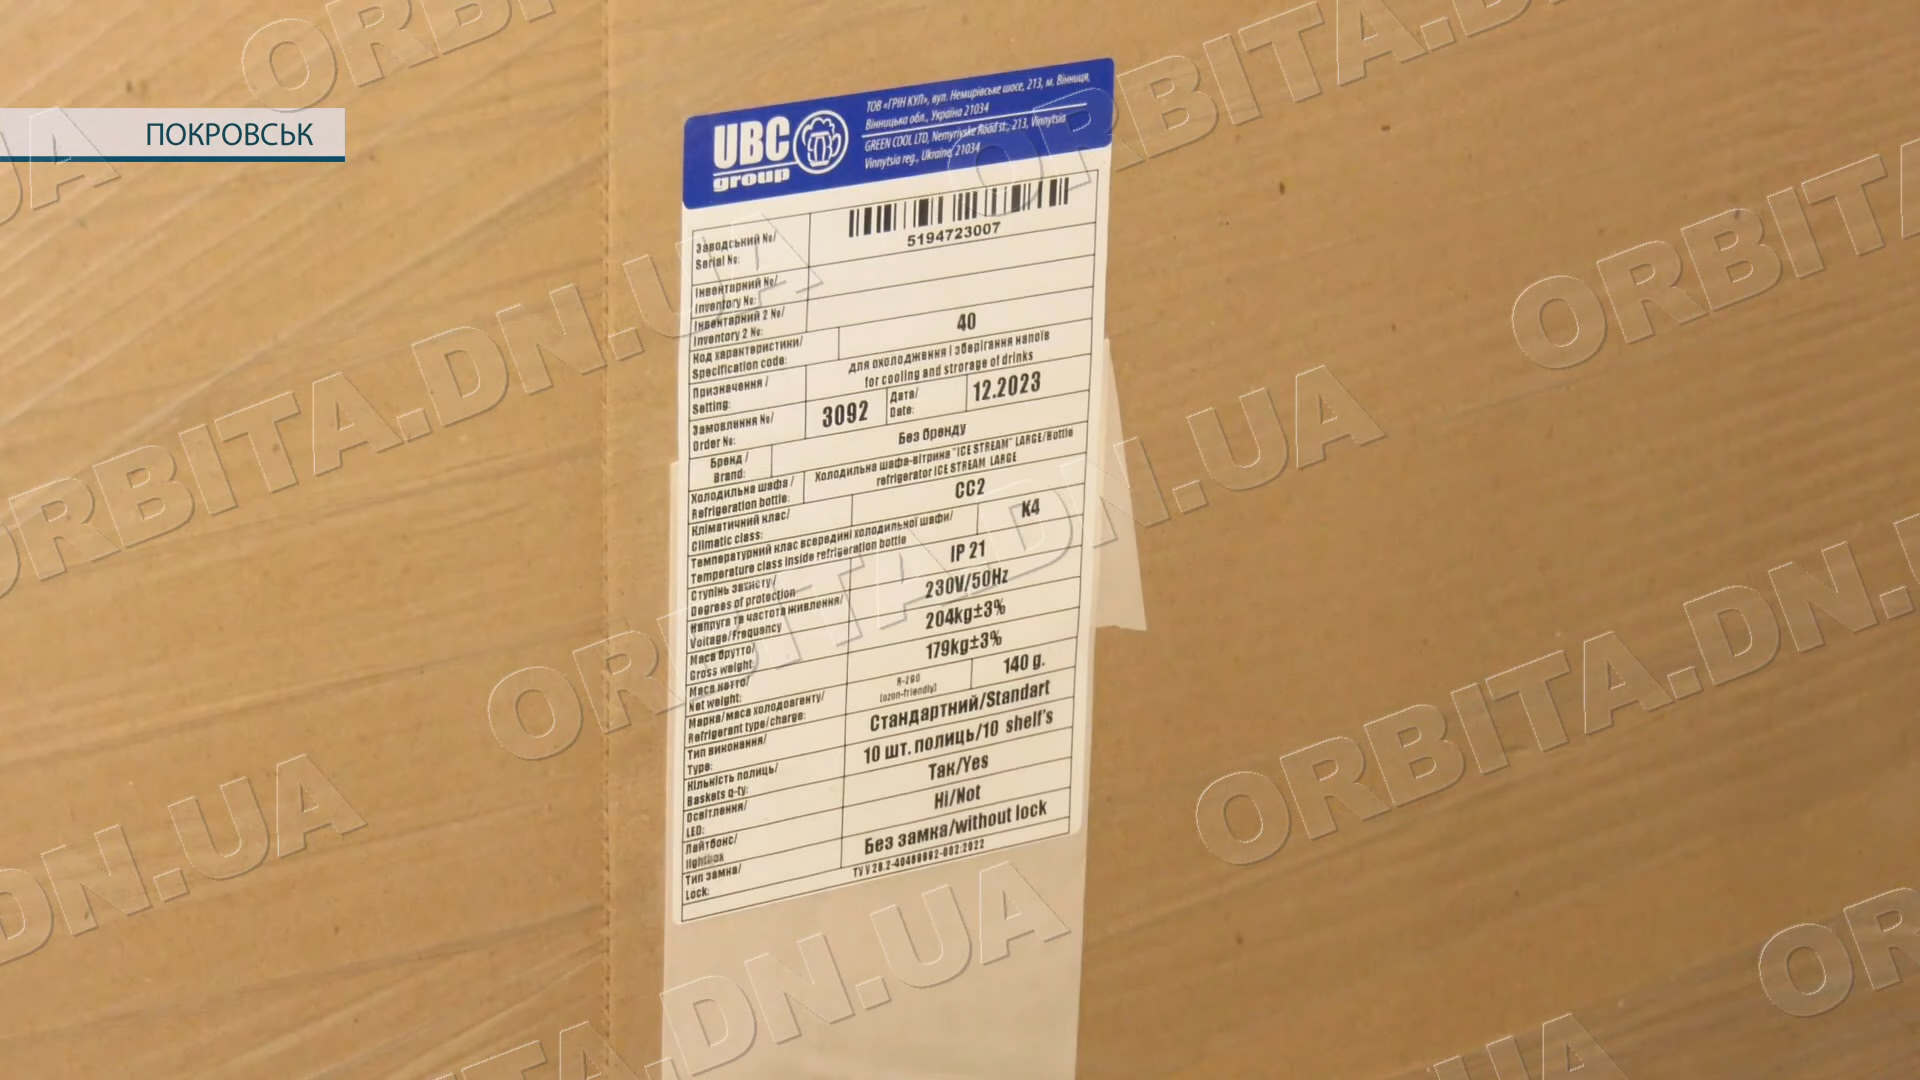 ПОКРОВСЬК
UBC
group
ТОВ «ГРІН КУЛ», вул. Немирівське шосе, 213, м. Вінниця,
Вінницька обл., Україна 21034
GREEN COOL LTD, Nemyriyske Road st., 213, Vinnytsia
Vinnytsia reg., Ukraine, 21034
Заводський №/
Serial №:
5194723007
Інвентарний №/
Inventory №:
Інвентарний 2 №/
Inventory 2 №:
Код характеристики/
Specification code:
40
Призначення /
Setting:
для охолодження і зберігання напоїв
for cooling and strorage of drinks
Замовлення №/
Order №:
3092
Дата/
Date:
12.2023
Бренд /
Brand:
Без бренду
Холодильна шафа /
Refrigeration bottle:
Холодильна шафа-вітрина "ICE STREAM" LARGE/Bottle
refrigerator ICE STREAM LARGE
Кліматичний клас/
Climatic class:
CC2
Температурний клас всередині холодильної шафи/
Temperature class inside refrigeration bottle
K4
Ступінь захисту/
Degrees of protection
IP 21
Напруга та частота живлення/
Voltage/Frequency
230V/50Hz
Маса брутто/
Gross weight:
204kg±3%
Маса нетто/
Net weight:
179kg±3%
Марка/маса холодоагенту/
Refrigerant type/charge:
R-290
(ozon-friendly)
140 g.
Тип виконання/
Type:
Стандартний/Standart
Кількість полиць/
Baskets q-ty:
10 шт. полиць/10 shelf's
Освітлення/
LED:
Так/Yes
Лайтбокс/
lightbox
Ні/Not
Тип замка/
Lock:
Без замка/without lock
ORBITA.DN.UA